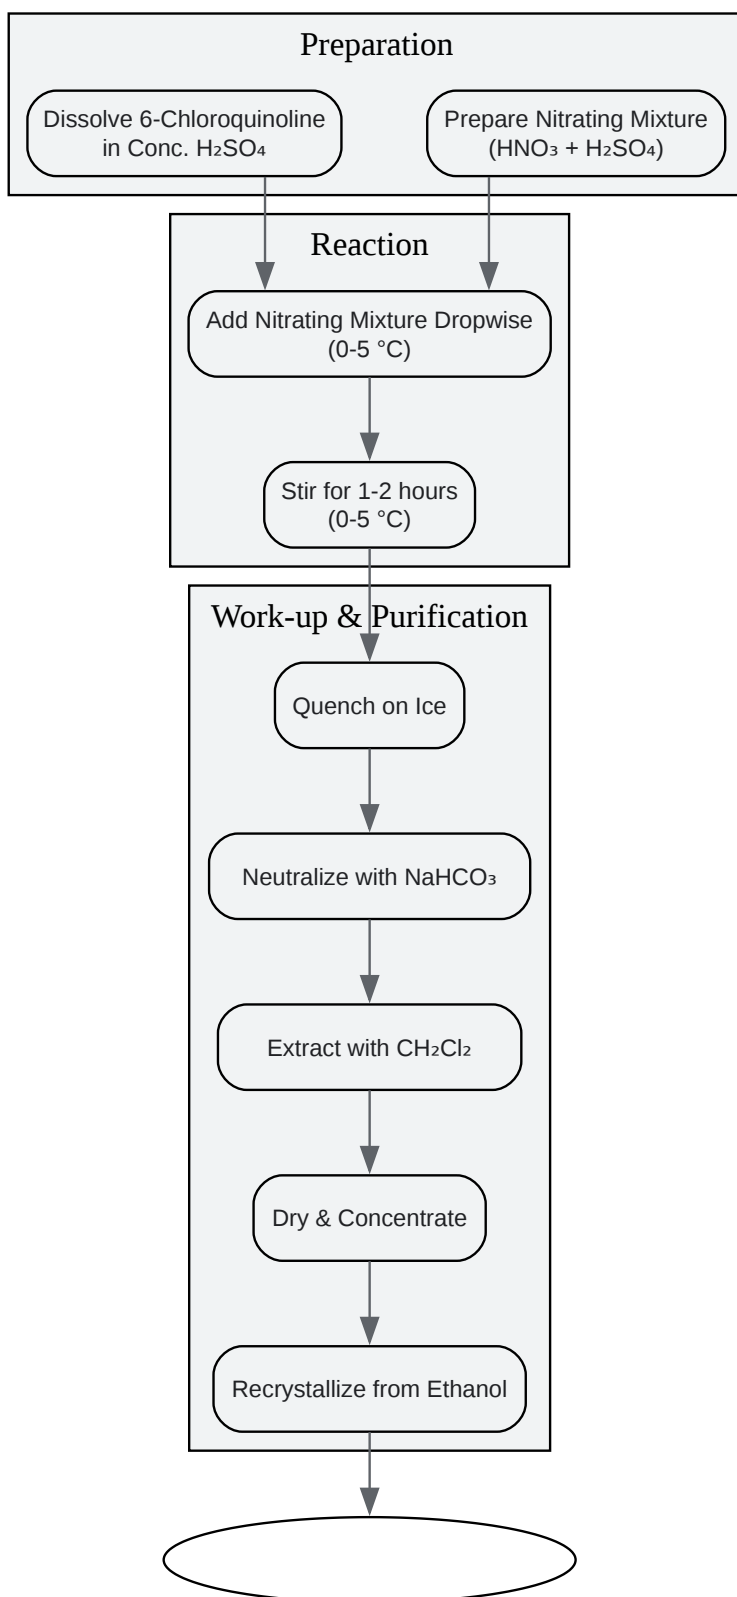 Preparation
Dissolve 6-Chloroquinoline
in Conc. H₂SO₄
Prepare Nitrating Mixture
(HNO₃ + H₂SO₄)
Reaction
Add Nitrating Mixture Dropwise
(0-5 °C)
Stir for 1-2 hours
(0-5 °C)
Work-up & Purification
Quench on Ice
Neutralize with NaHCO₃
Extract with CH₂Cl₂
Dry & Concentrate
Recrystallize from Ethanol